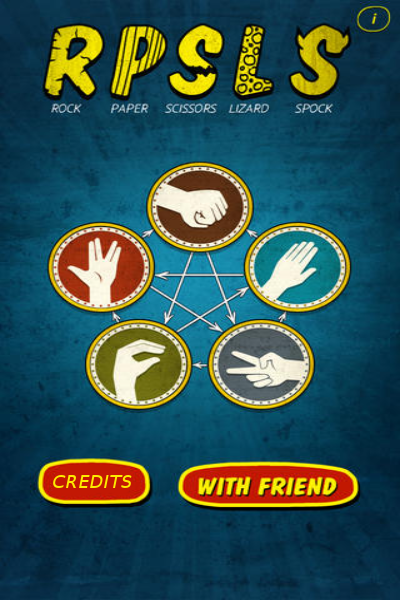 RPSLS
i
ROCK PAPER SCISSORS LIZARD SPOCK
CREDITS
WITH FRIEND